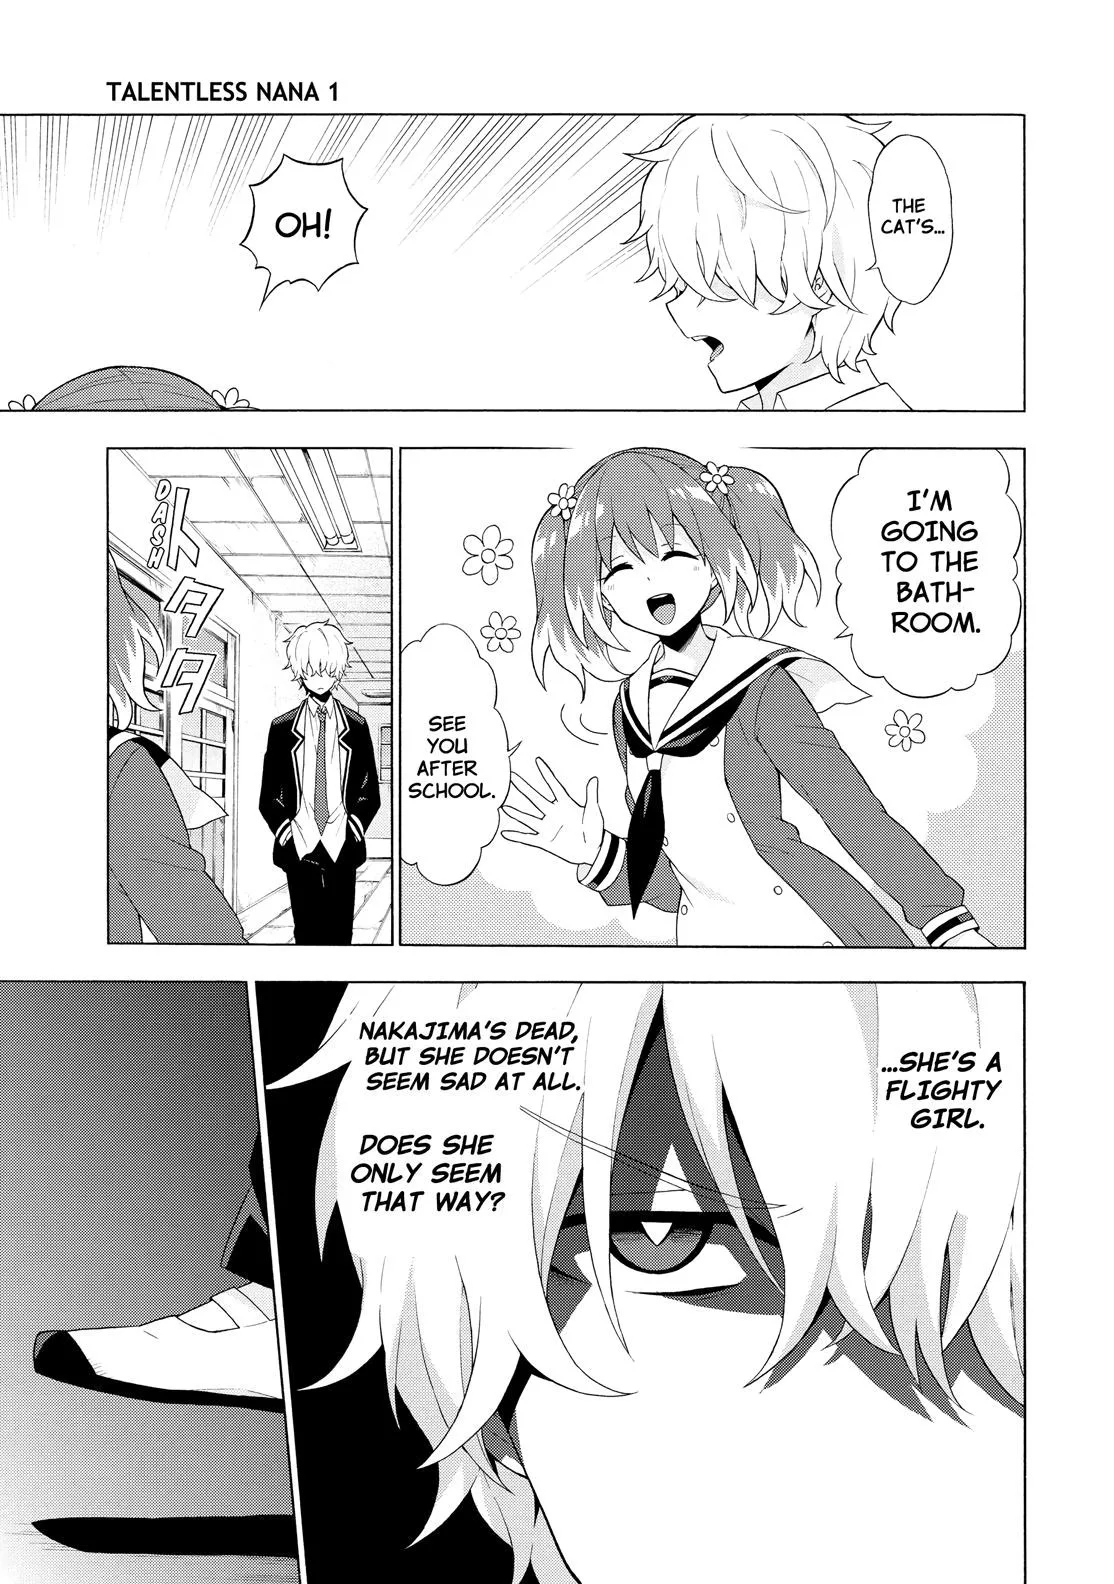 TALENTLESS NANA 1
THE
CAT'S...
OH!
I'M
GOING
TO THE
BATH-
ROOM.
SEE
YOU
AFTER
SCHOOL.
DASH
トタタ
...SHE'S A
FLIGHTY
GIRL.
NAKAJIMA'S DEAD,
BUT SHE DOESN'T
SEEM SAD AT ALL.
DOES SHE
ONLY SEEM
THAT WAY?